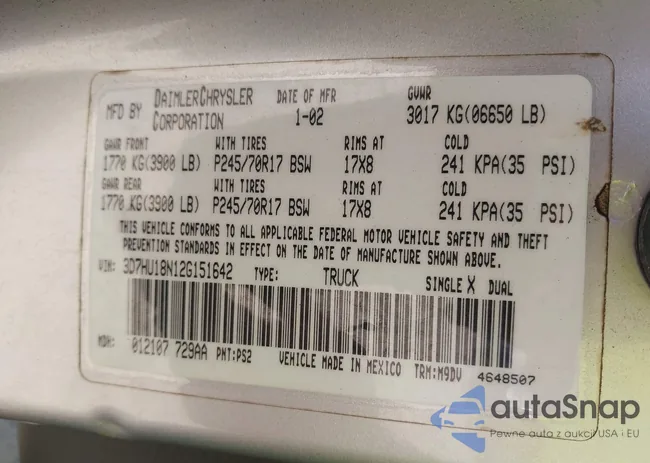 MFD BY DAIMLERCHRYSLER CORPORATION DATE OF MFR 1-02 GVWR 3017 KG(06650 LB)
GAWR FRONT WITH TIRES RIMS AT COLD
1770 KG(3900 LB) P245/70R17 BSW 17X8 241 KPA(35 PSI)
GAWR REAR WITH TIRES RIMS AT COLD
1770 KG(3900 LB) P245/70R17 BSW 17X8 241 KPA(35 PSI)
THIS VEHICLE CONFORMS TO ALL APPLICABLE FEDERAL MOTOR VEHICLE SAFETY AND THEFT
PREVENTION STANDARDS IN EFFECT ON THE DATE OF MANUFACTURE SHOWN ABOVE.
VIN: 3D7HU18N12G151642 TYPE: TRUCK SINGLE X DUAL
MDH: 012107 729AA PNT:PS2 VEHICLE MADE IN MEXICO TRM:M9DV 4648507
autaSnap
Pewne auta z aukcji USA i EU